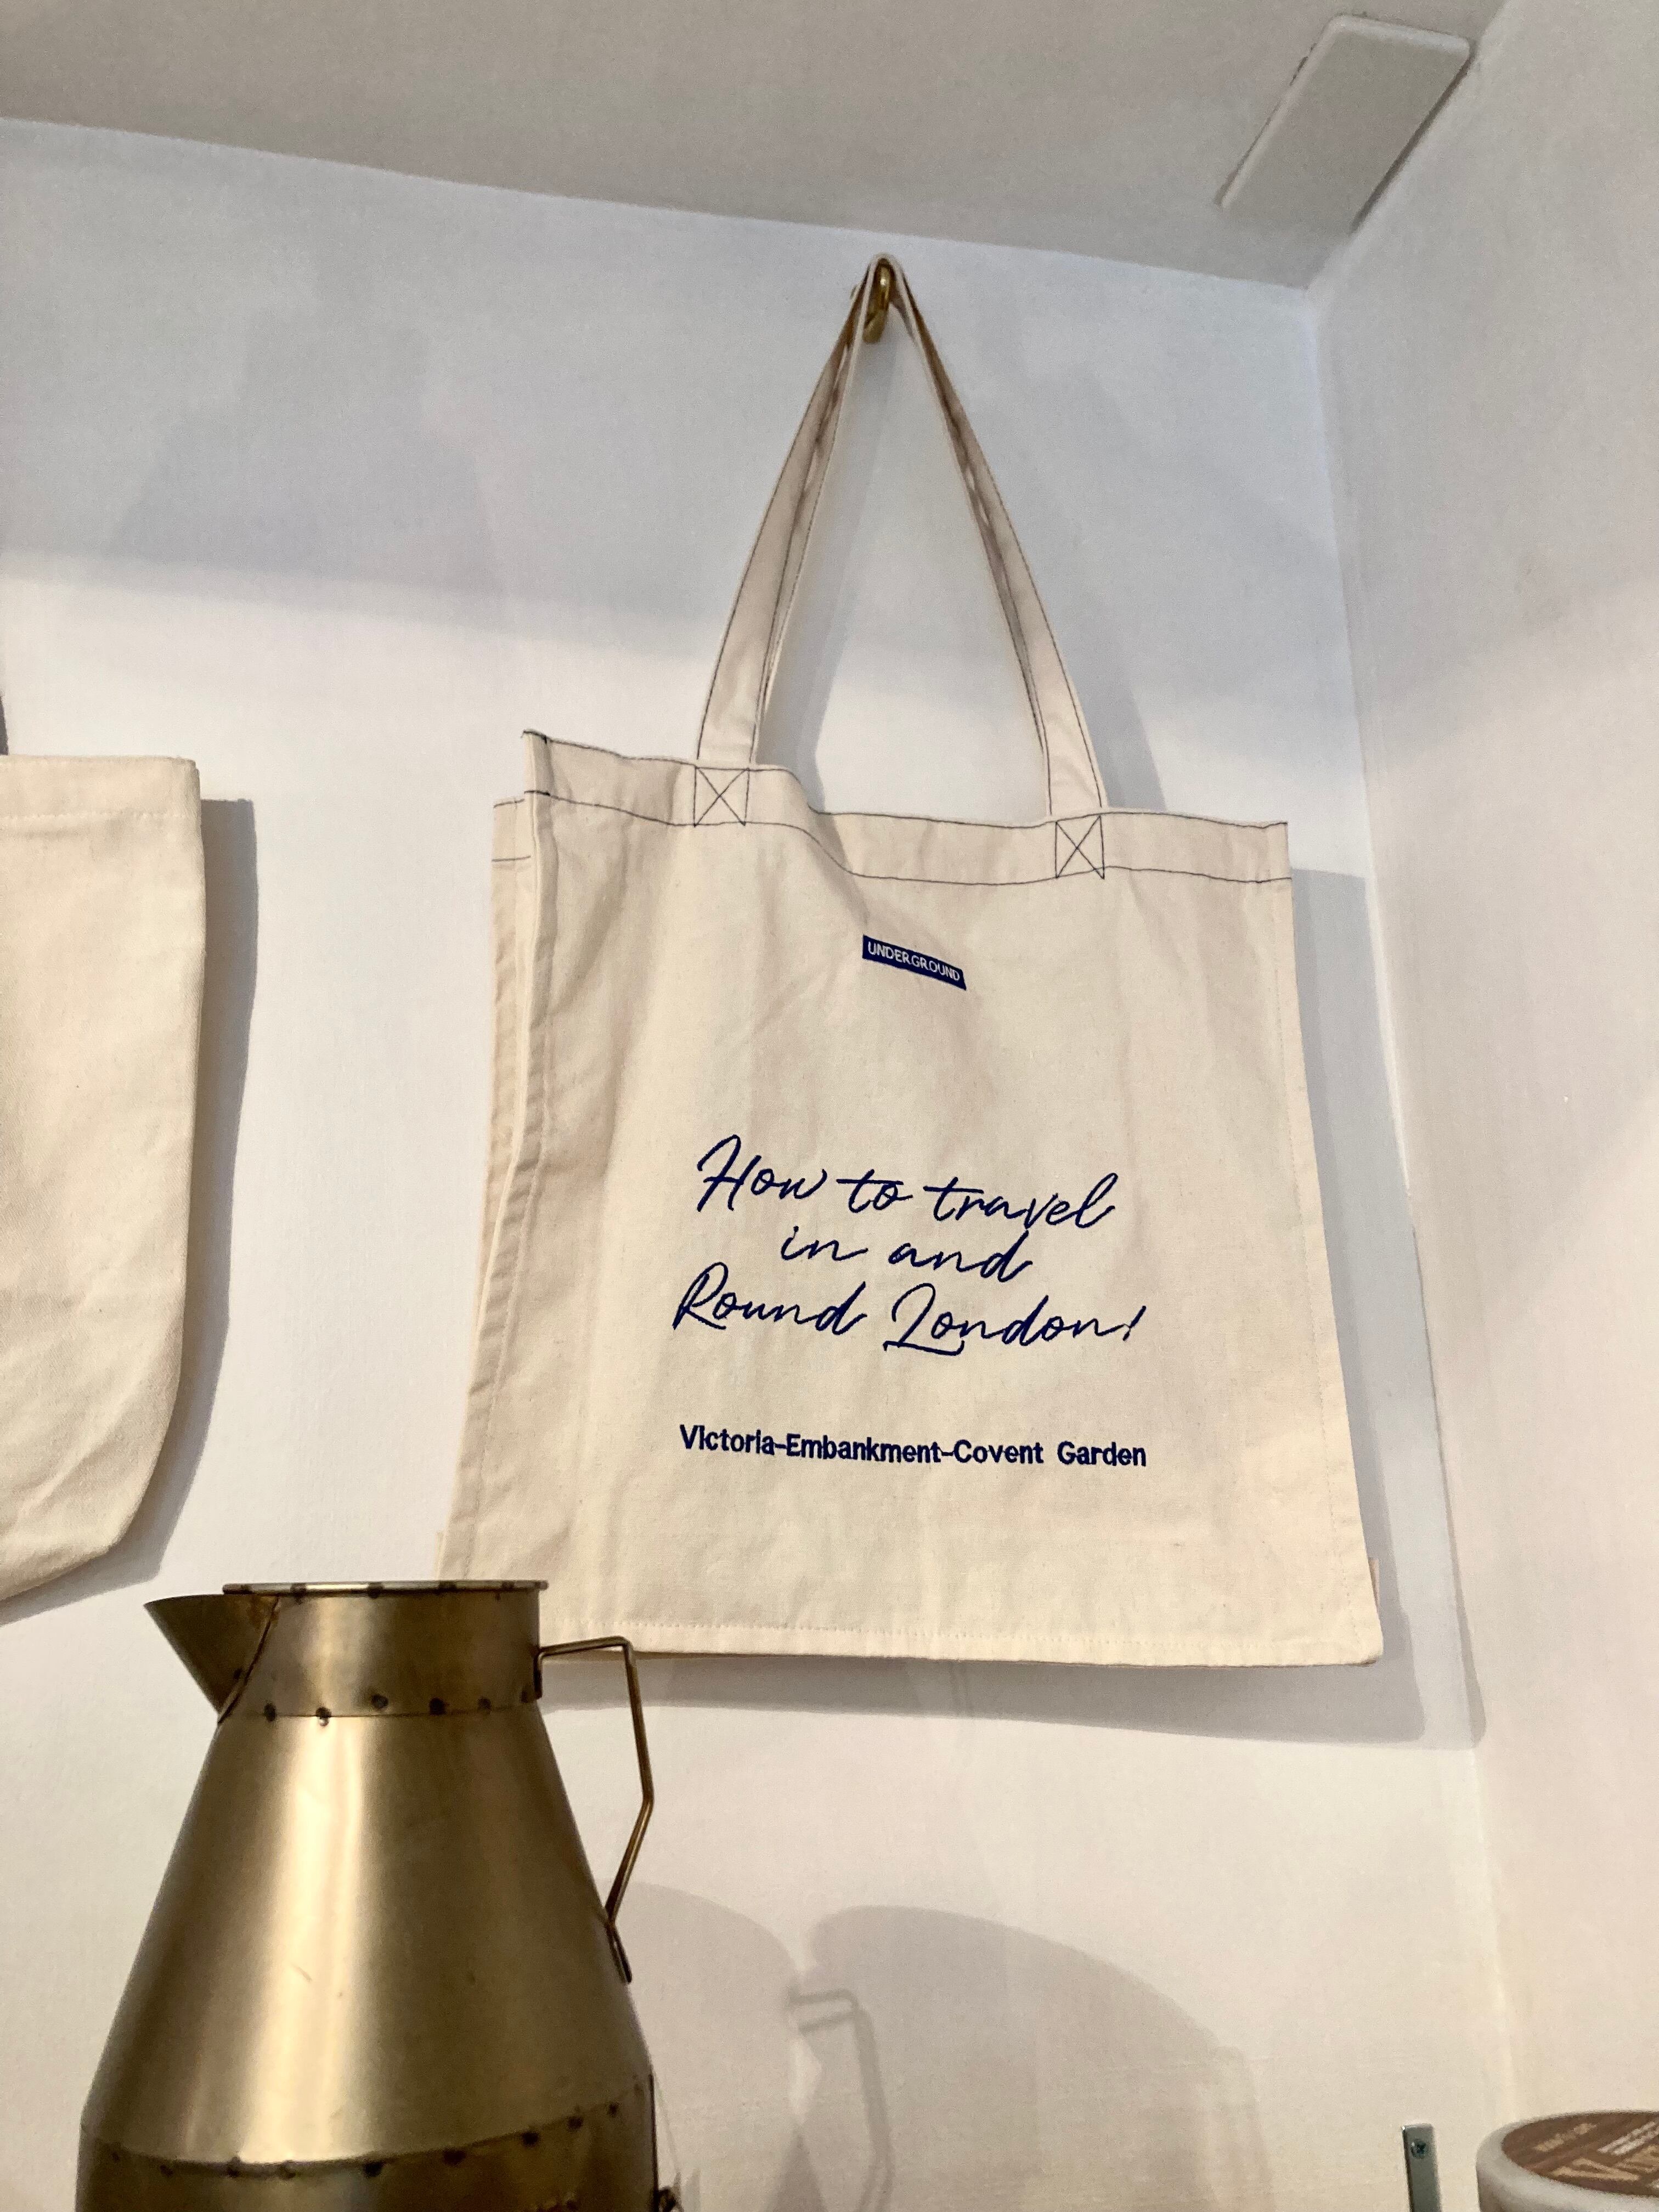 UNDERGROUND
How to travel
in and
Round London!
Victoria-Embankment-Covent Garden